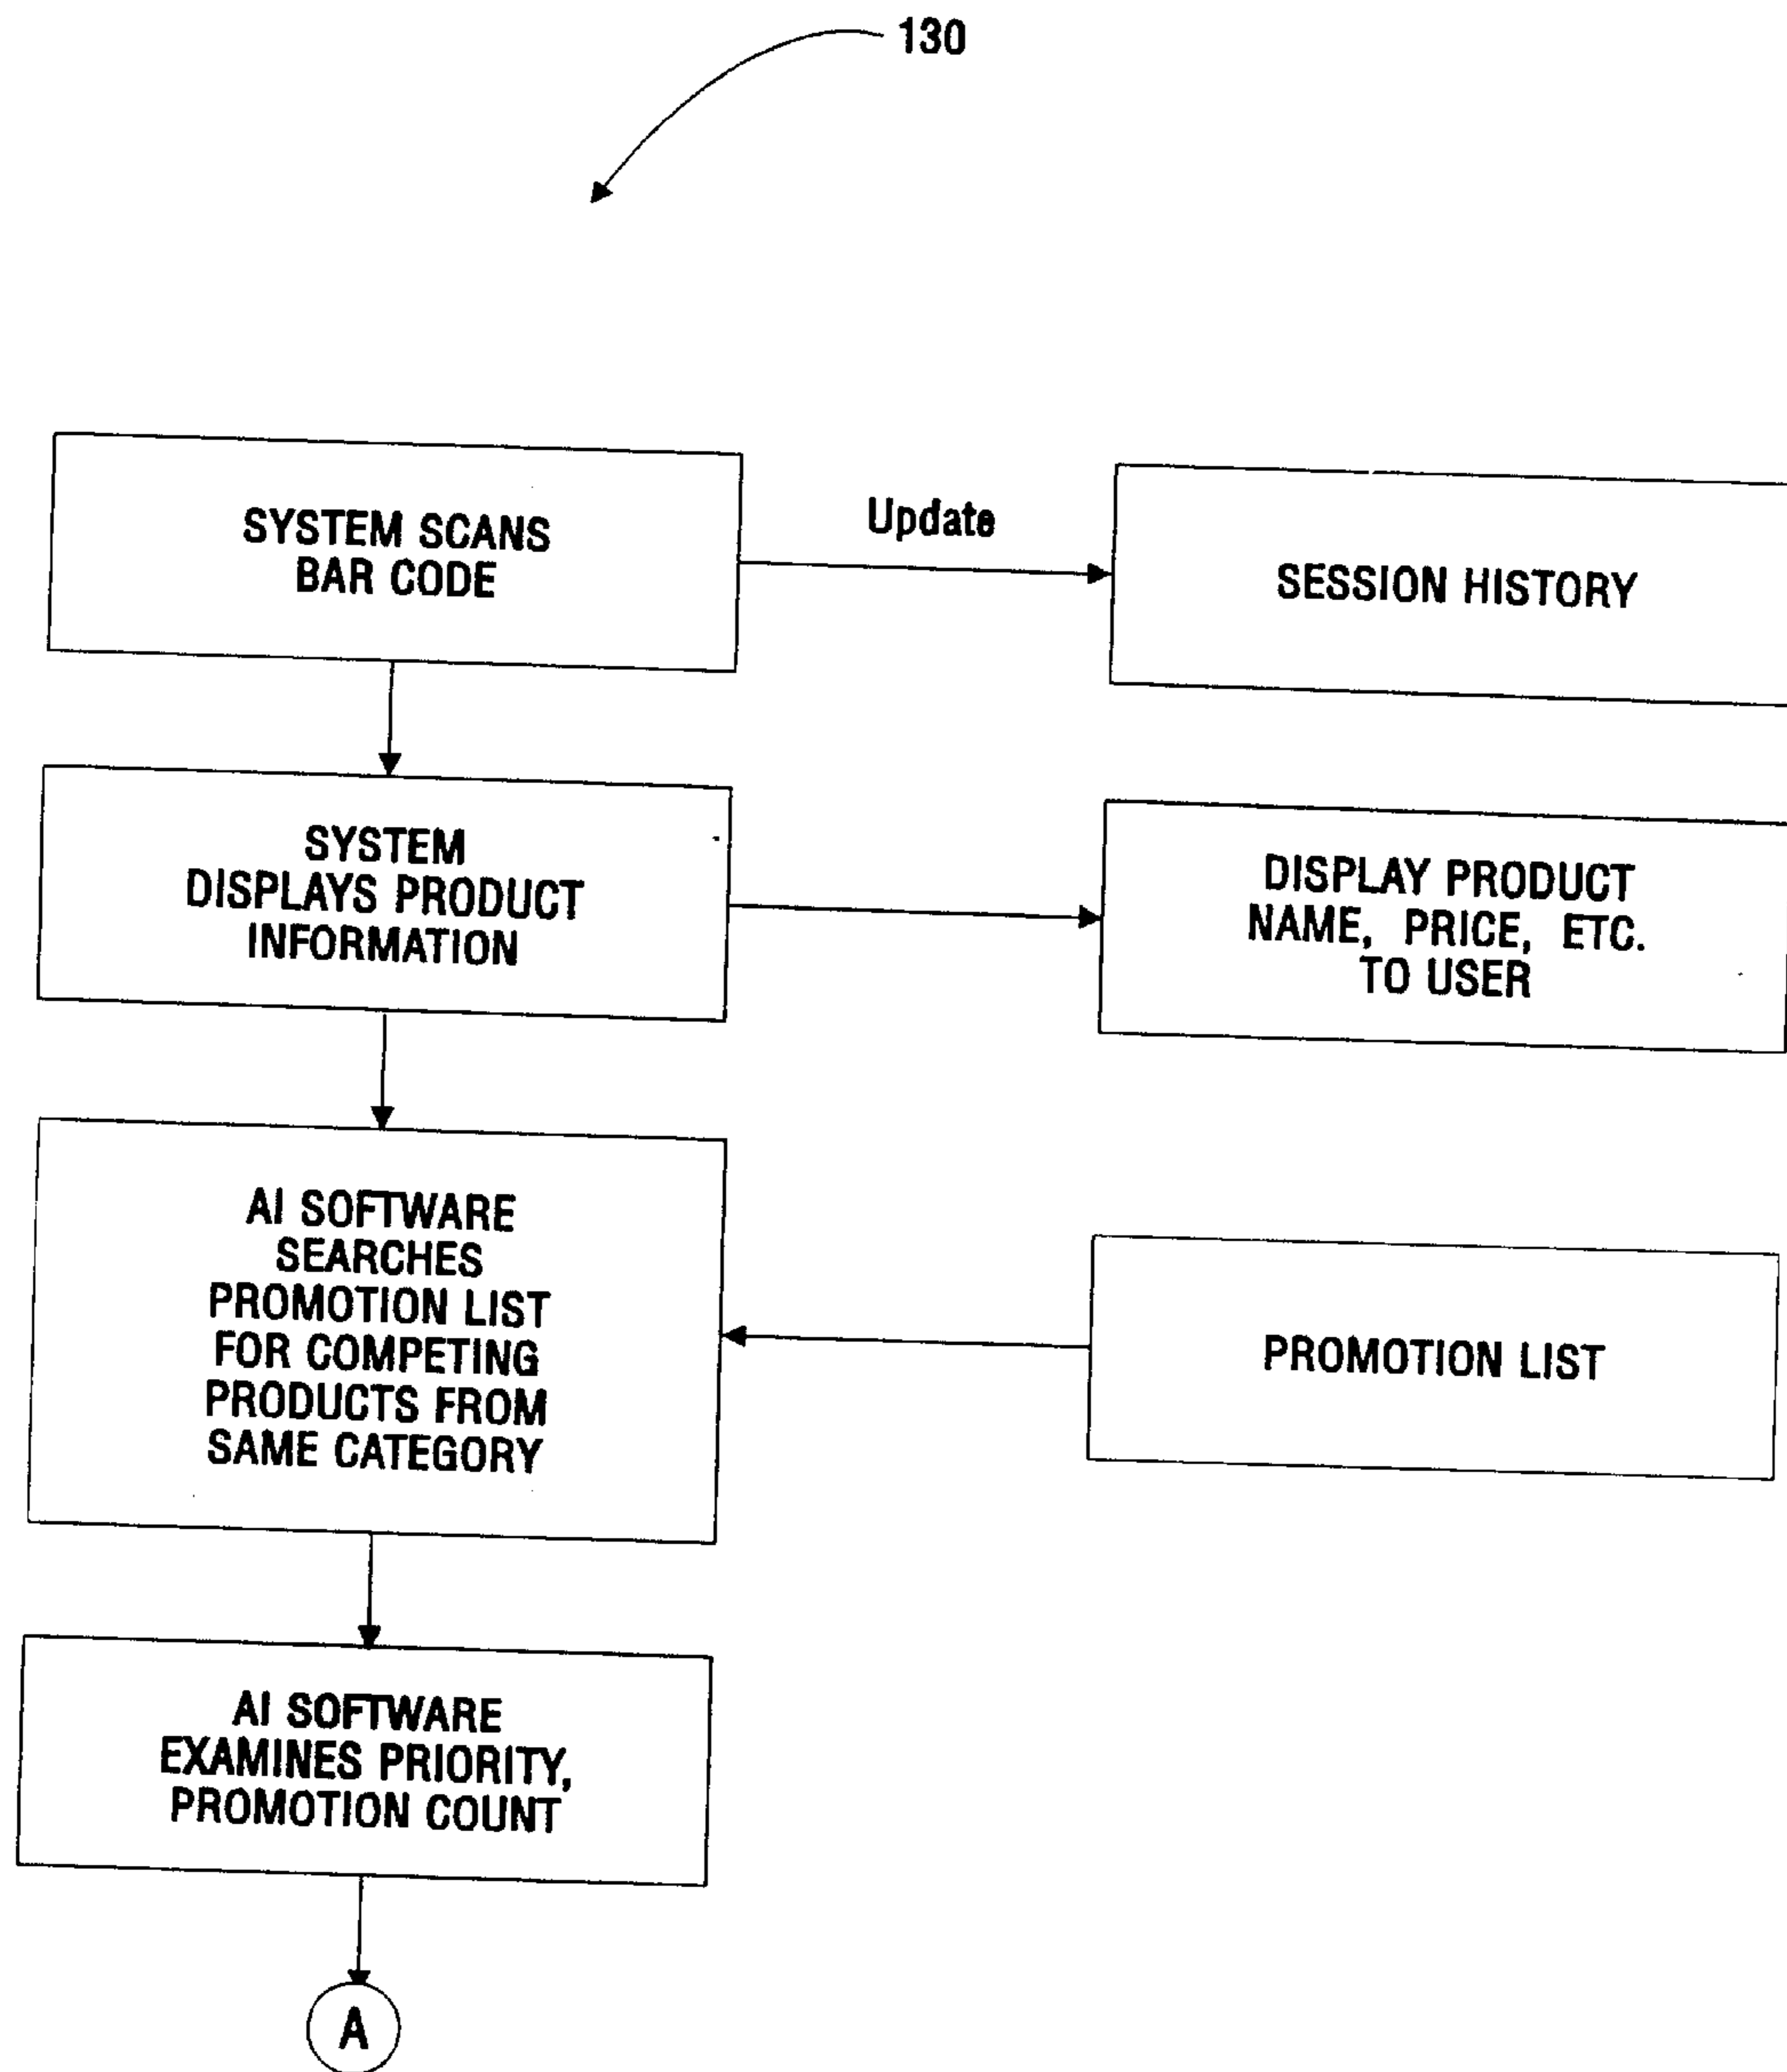 130
SYSTEM SCANS
BAR CODE
Update
SESSION HISTORY
SYSTEM
DISPLAYS PRODUCT
INFORMATION
DISPLAY PRODUCT
NAME, PRICE, ETC.
TO USER
AI SOFTWARE
SEARCHES
PROMOTION LIST
FOR COMPETING
PRODUCTS FROM
SAME CATEGORY
PROMOTION LIST
AI SOFTWARE
EXAMINES PRIORITY,
PROMOTION COUNT
A